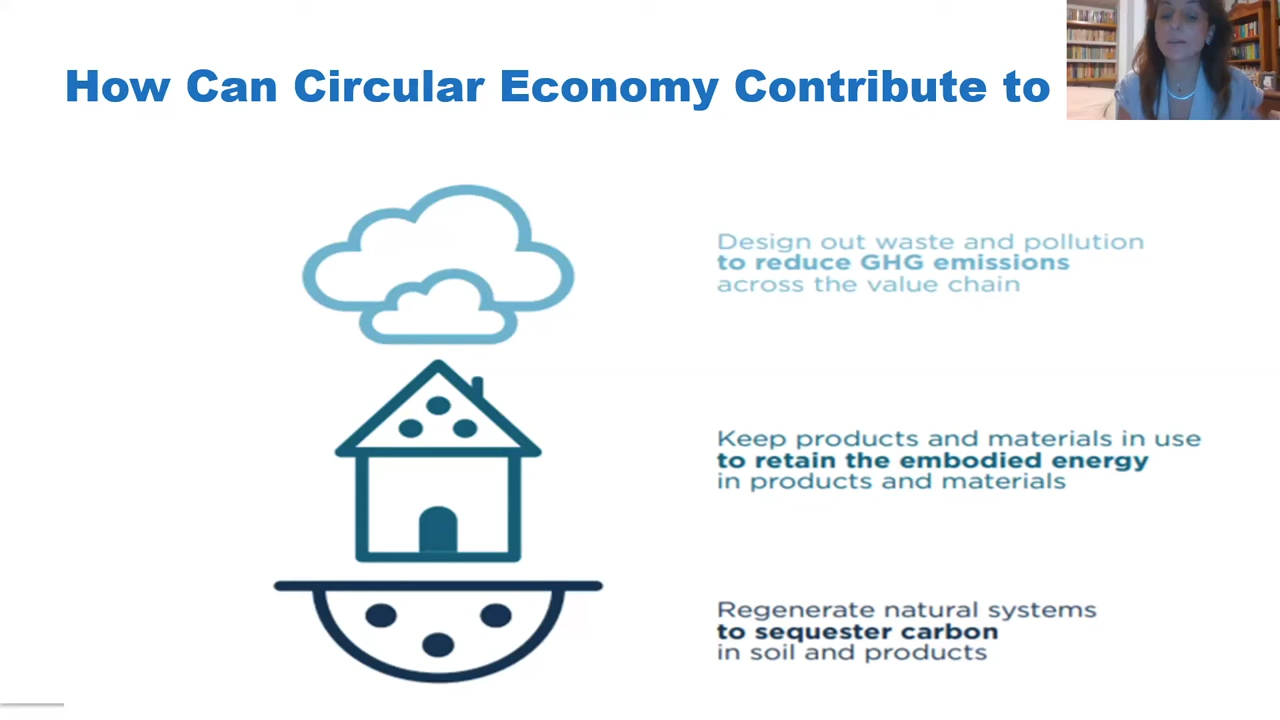 How Can Circular Economy Contribute to
Design out waste and pollution
to reduce GHG emissions
across the value chain
Keep products and materials in use
to retain the embodied energy
in products and materials
Regenerate natural systems
to sequester carbon
in soil and products